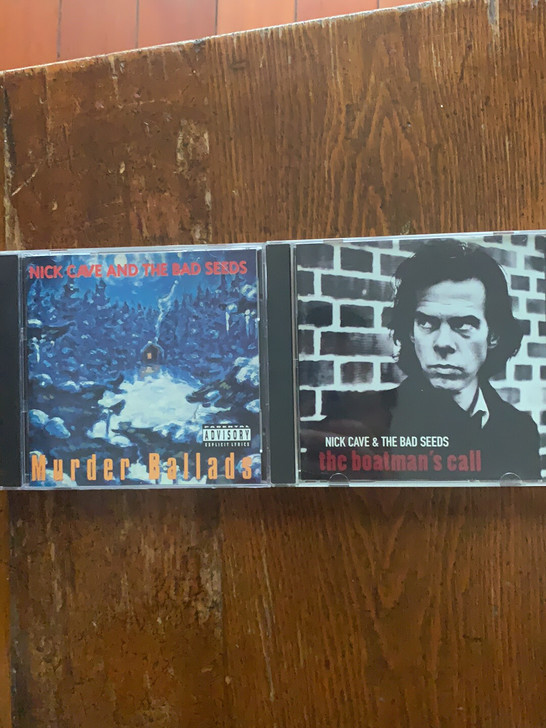 NICK CAVE AND THE BAD SEEDS
PARENTAL
ADVISORY
EXPLICIT LYRICS
Murder Ballads
NICK CAVE & THE BAD SEEDS
the boatman's call